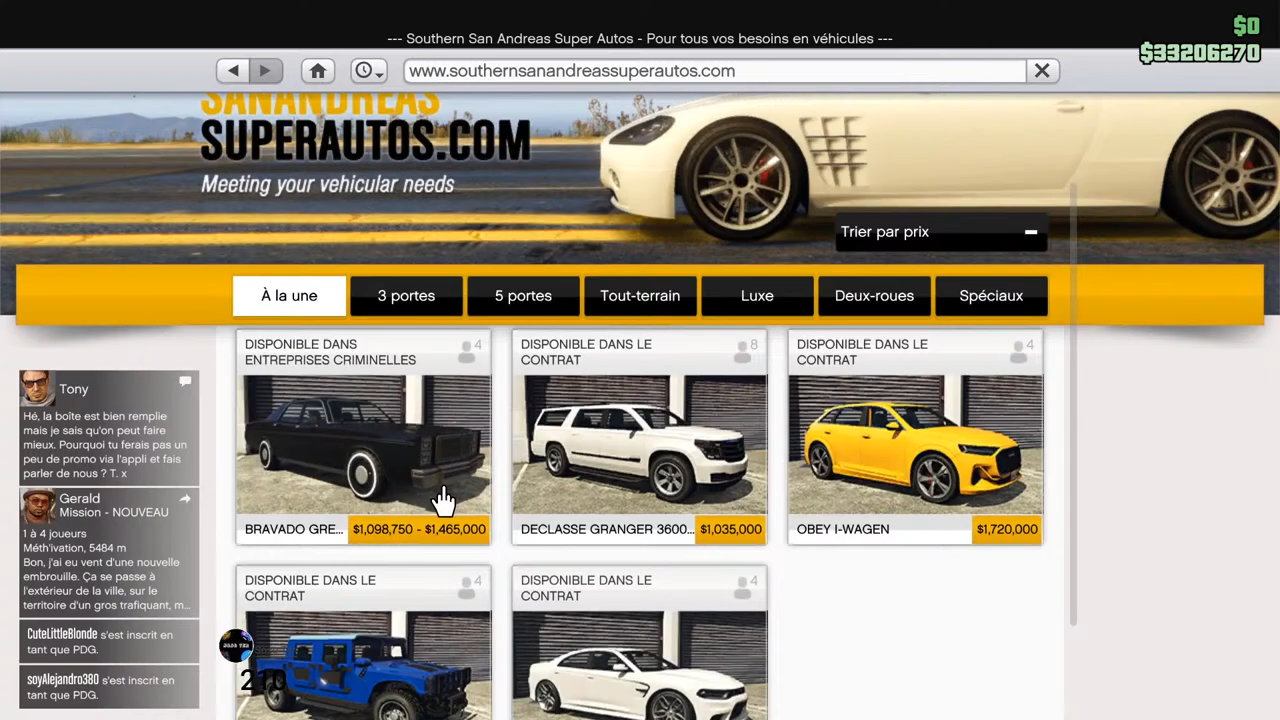 $0
$33206270
--- Southern San Andreas Super Autos - Pour tous vos besoins en véhicules ---
www.southernsanandreassuperautos.com
SANANDREAS
SUPERAUTOS.COM
Meeting your vehicular needs
Trier par prix
À la une
3 portes
5 portes
Tout-terrain
Luxe
Deux-roues
Spéciaux
DISPONIBLE DANS
ENTREPRISES CRIMINELLES
4
BRAVADO GRE... $1,098,750 - $1,465,000
DISPONIBLE DANS LE
CONTRAT
8
DECLASSE GRANGER 3600... $1,035,000
DISPONIBLE DANS LE
CONTRAT
4
OBEY I-WAGEN $1,720,000
DISPONIBLE DANS LE
CONTRAT
4
DISPONIBLE DANS LE
CONTRAT
4
Tony
Hé, la boîte est bien remplie
mais je sais qu'on peut faire
mieux. Pourquoi tu ferais pas un
peu de promo via l'appli et fais
parler de nous ? T. x
Gerald
Mission - NOUVEAU
1 à 4 joueurs
Méth'ivation, 5484 m
Bon, j'ai eu vent d'une nouvelle
embrouille. Ça se passe à
l'extérieur de la ville, sur le
territoire d'un gros trafiquant, m...
CuteLittleBlonde s'est inscrit en
tant que PDG.
soyAlejandro380 s'est inscrit en
tant que PDG.
210